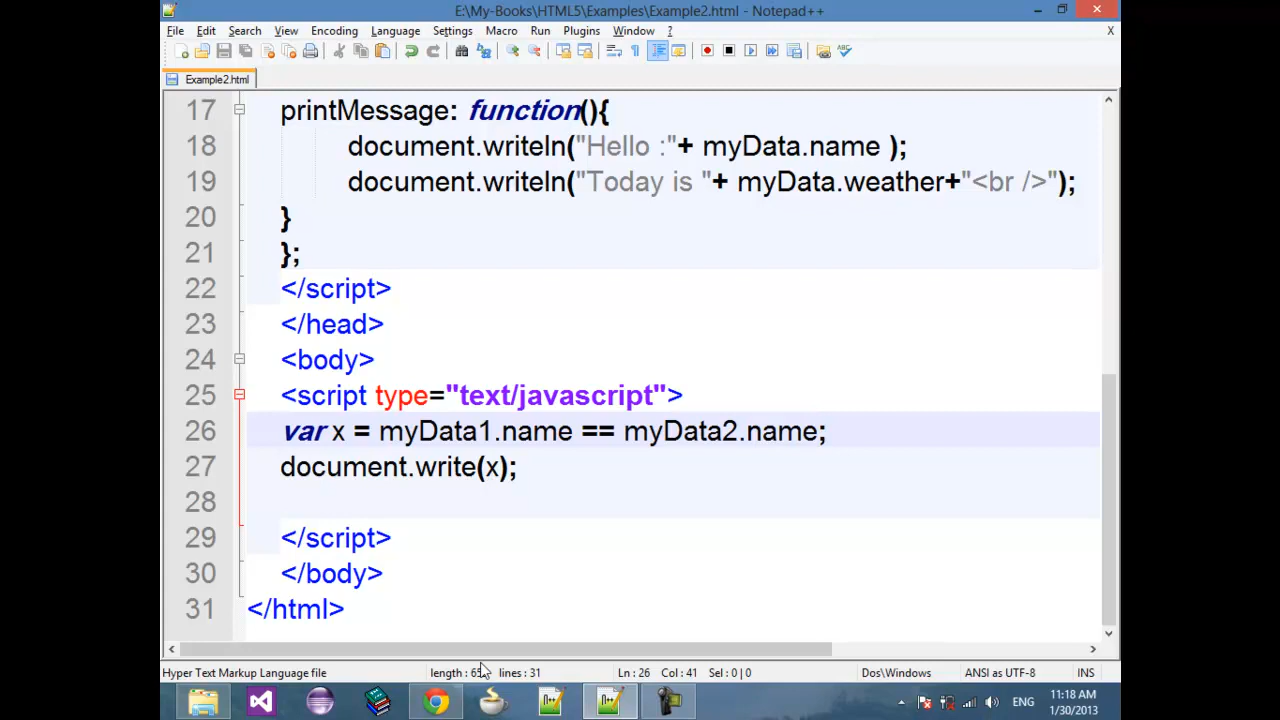 E:\My-Books\HTML5\Examples\Example2.html - Notepad++
File Edit Search View Encoding Language Settings Macro Run Plugins Window ? X
Example2.html
17 printMessage: function(){
18 document.writeln("Hello :"+ myData.name );
19 document.writeln("Today is "+ myData.weather+"<br />");
20 }
21 };
22 </script>
23 </head>
24 <body>
25 <script type="text/javascript">
26 var x = myData1.name == myData2.name;
27 document.write(x);
28
29 </script>
30 </body>
31 </html>
Hyper Text Markup Language file length : lines : 31 Ln : 26 Col : 41 Sel : 0 | 0 Dos\Windows ANSI as UTF-8 INS
ENG 11:18 AM
1/30/2013